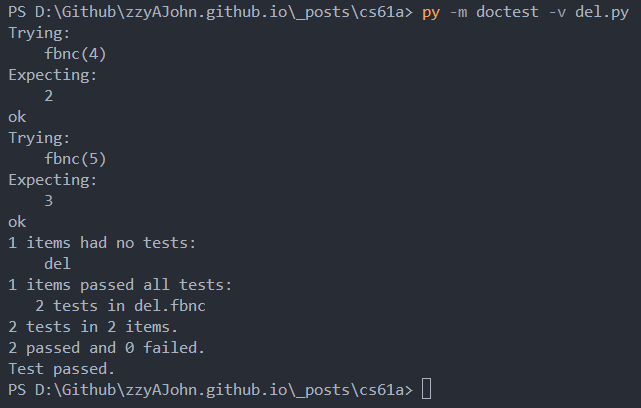 PS D:\Github\zzyAJohn.github.io\_posts\cs61a> py -m doctest -v del.py
Trying:
    fbnc(4)
Expecting:
    2
ok
Trying:
    fbnc(5)
Expecting:
    3
ok
1 items had no tests:
    del
1 items passed all tests:
   2 tests in del.fbnc
2 tests in 2 items.
2 passed and 0 failed.
Test passed.
PS D:\Github\zzyAJohn.github.io\_posts\cs61a>